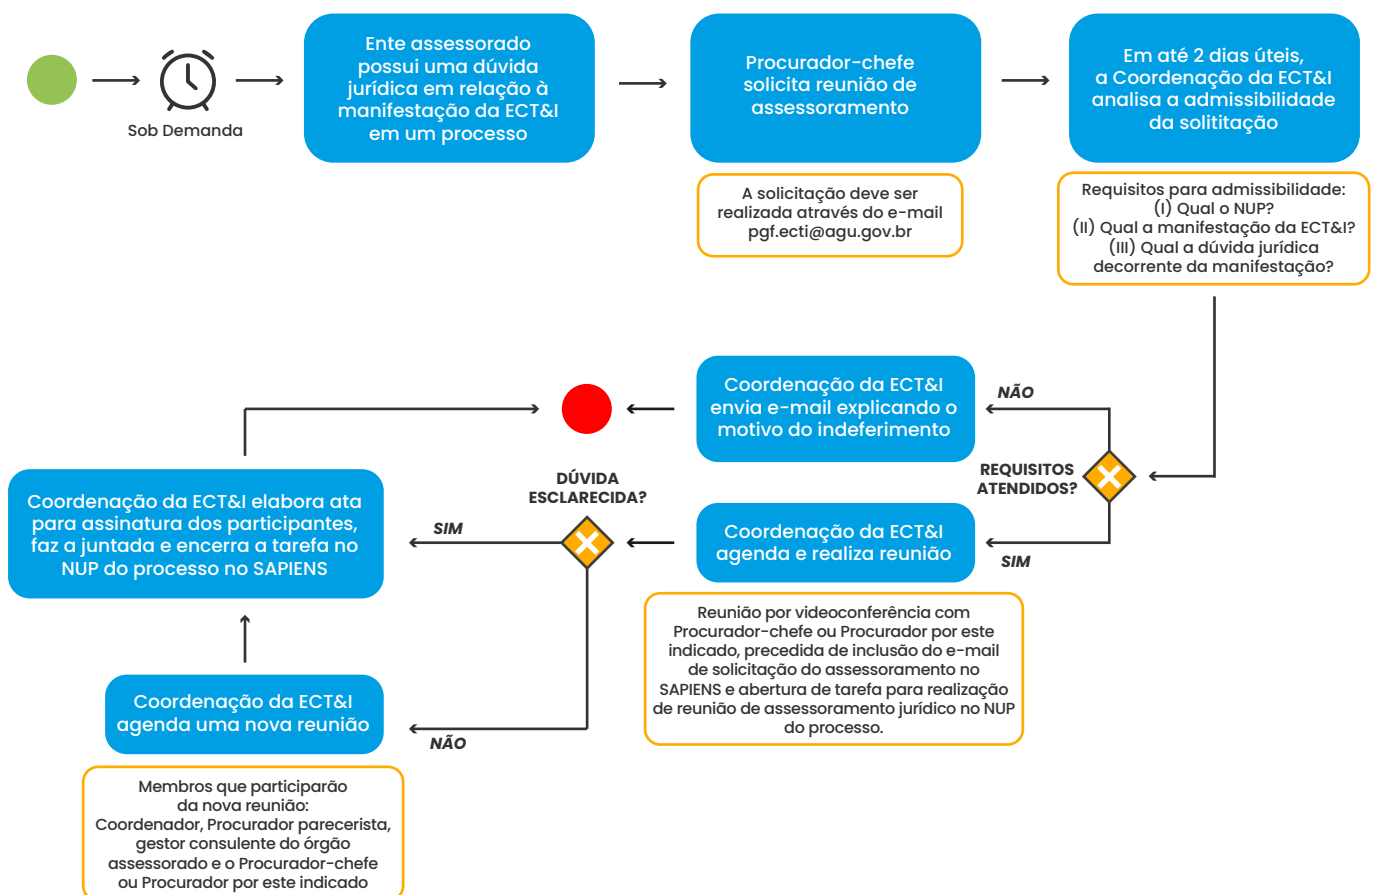 Sob Demanda
Ente assessorado
possui uma dúvida
jurídica em relação à
manifestação da ECT&I
em um processo
Procurador-chefe
solicita reunião de
assessoramento
A solicitação deve ser
realizada através do e-mail
pgf.ecti@agu.gov.br
Em até 2 dias úteis,
a Coordenação da ECT&I
analisa a admissibilidade
da solititação
Requisitos para admissibilidade:
(I) Qual o NUP?
(II) Qual a manifestação da ECT&I?
(III) Qual a dúvida jurídica
decorrente da manifestação?
REQUISITOS
ATENDIDOS?
NÃO
Coordenação da ECT&I
envia e-mail explicando o
motivo do indeferimento
SIM
Coordenação da ECT&I
agenda e realiza reunião
Reunião por videoconferência com
Procurador-chefe ou Procurador por este
indicado, precedida de inclusão do e-mail
de solicitação do assessoramento no
SAPIENS e abertura de tarefa para realização
de reunião de assessoramento jurídico no NUP
do processo.
DÚVIDA
ESCLARECIDA?
SIM
Coordenação da ECT&I elabora ata
para assinatura dos participantes,
faz a juntada e encerra a tarefa no
NUP do processo no SAPIENS
NÃO
Coordenação da ECT&I
agenda uma nova reunião
Membros que participarão
da nova reunião:
Coordenador, Procurador parecerista,
gestor consulente do órgão
assessorado e o Procurador-chefe
ou Procurador por este indicado